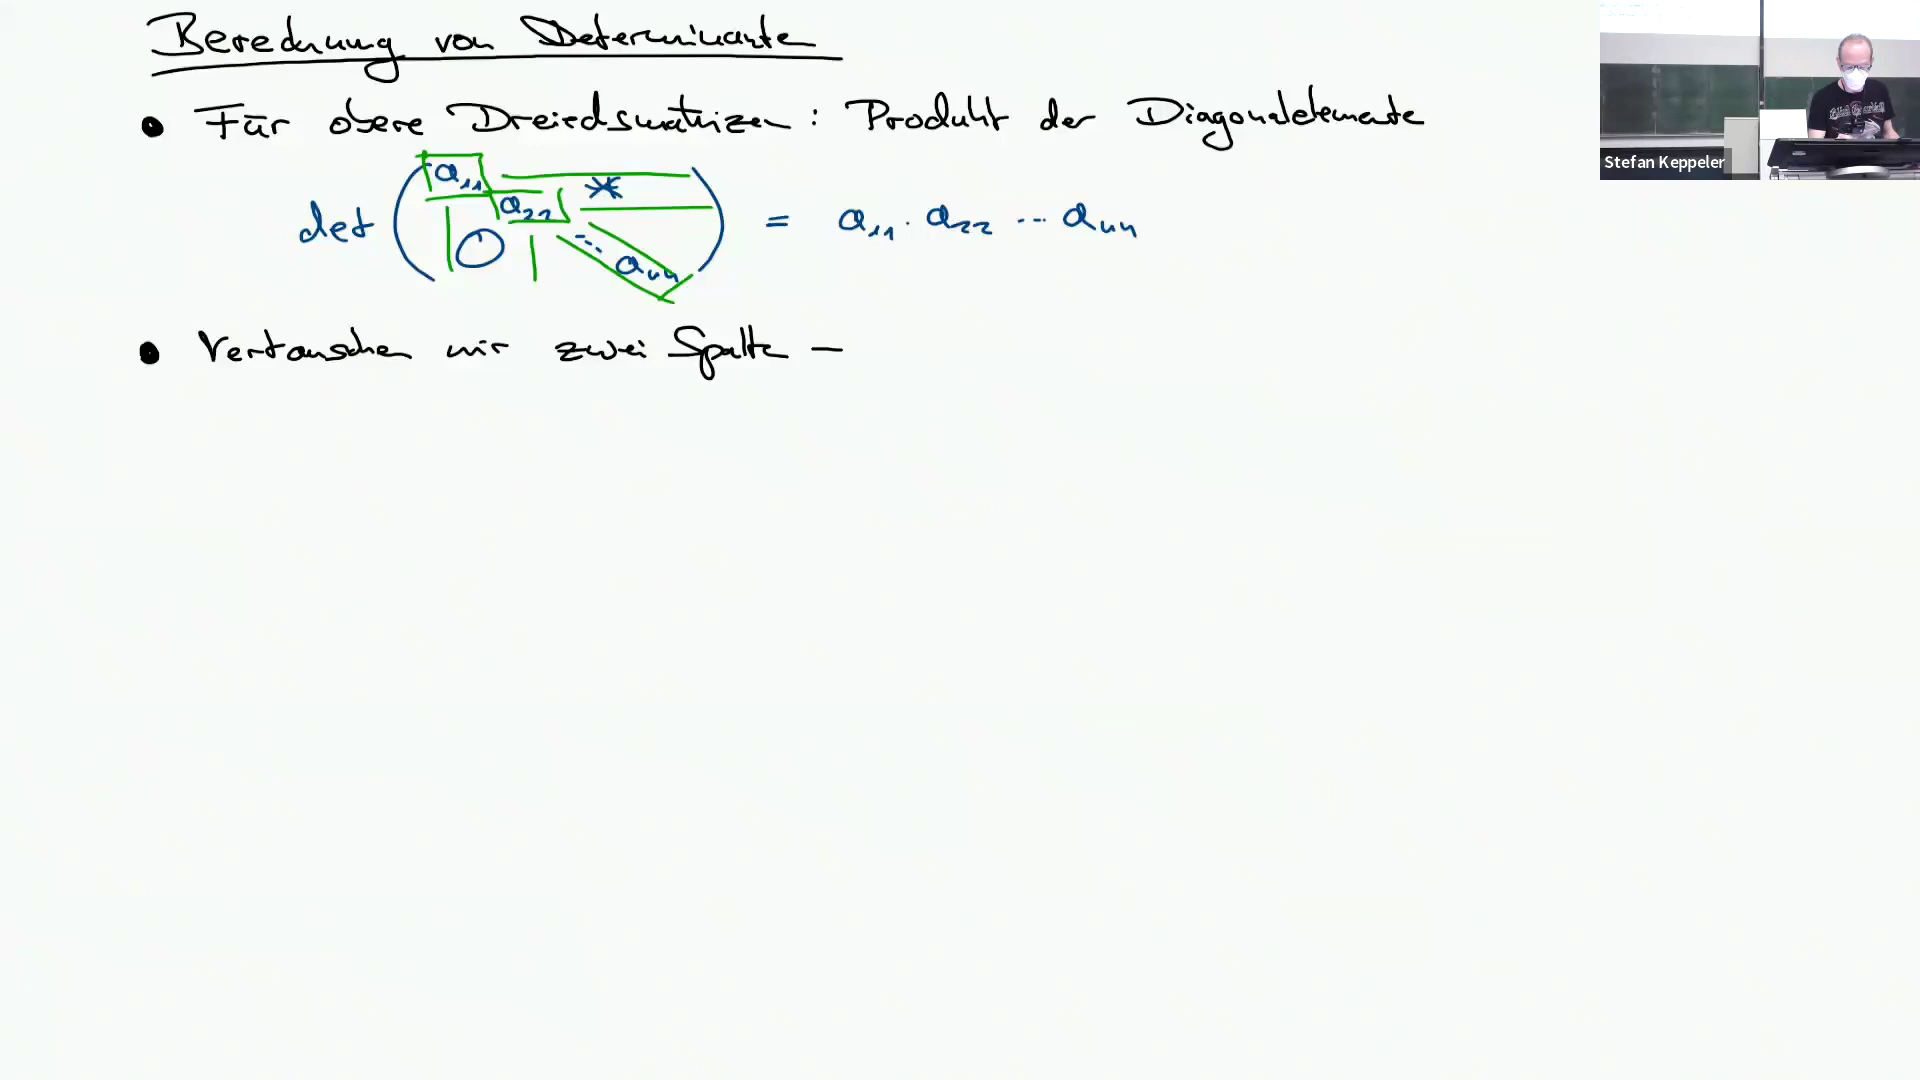 Berechnung von Determinanten
• Für obere Dreiecksmatrizen: Produkt der Diagonalelemente
det ( a₁₁ * a₂₂ 0 ⋱ aₙₙ ) = a₁₁ · a₂₂ ⋯ aₙₙ
• Vertauschen wir zwei Spalten –
Stefan Keppeler